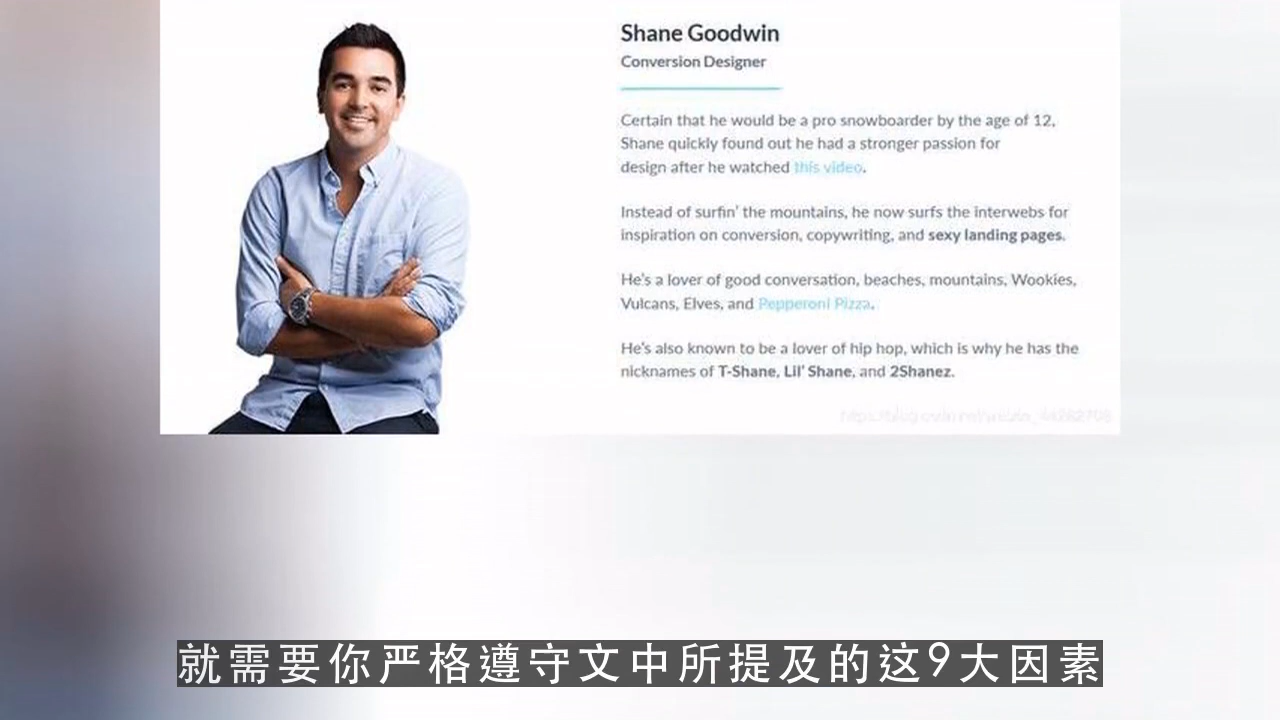 Shane Goodwin
Conversion Designer
Certain that he would be a pro snowboarder by the age of 12,
Shane quickly found out he had a stronger passion for
design after he watched this video.
Instead of surfin' the mountains, he now surfs the interwebs for
inspiration on conversion, copywriting, and sexy landing pages.
He's a lover of good conversation, beaches, mountains, Wookies,
Vulcans, Elves, and Pepperoni Pizza.
He's also known to be a lover of hip hop, which is why he has the
nicknames of T-Shane, Lil' Shane, and 2Shanez.
就需要你严格遵守文中所提及的这9大因素